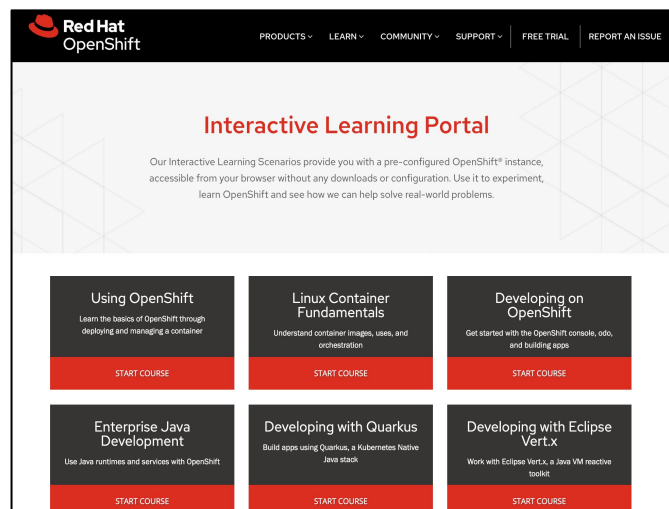 Red Hat
OpenShift
PRODUCTS LEARN COMMUNITY SUPPORT FREE TRIAL REPORT AN ISSUE
Interactive Learning Portal
Our Interactive Learning Scenarios provide you with a pre-configured OpenShift® instance,
accessible from your browser without any downloads or configuration. Use it to experiment,
learn OpenShift and see how we can help solve real-world problems.
Using OpenShift
Learn the basics of OpenShift through
deploying and managing a container
START COURSE
Linux Container
Fundamentals
Understand container images, uses, and
orchestration
START COURSE
Developing on
OpenShift
Get started with the OpenShift console, odo,
and building apps
START COURSE
Enterprise Java
Development
Use Java runtimes and services with OpenShift
START COURSE
Developing with Quarkus
Build apps using Quarkus, a Kubernetes Native
Java stack
START COURSE
Developing with Eclipse
Vert.x
Work with Eclipse Vert.x, a Java VM reactive
toolkit
START COURSE